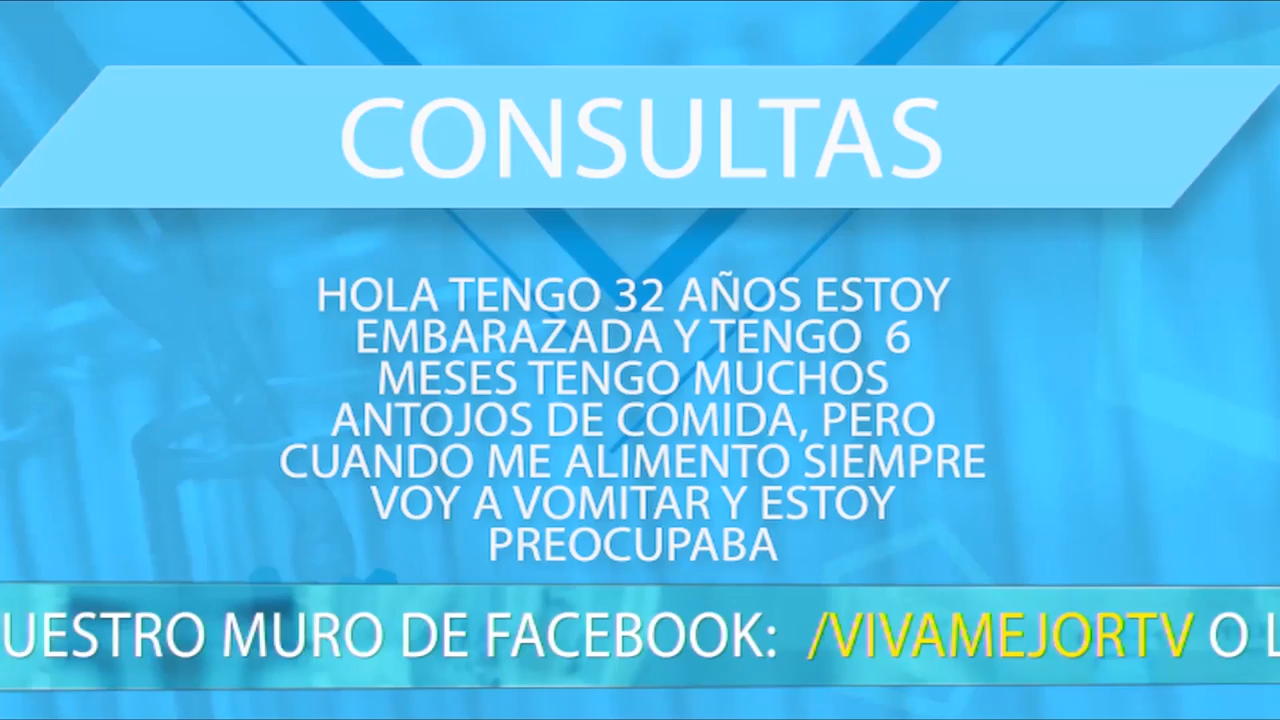 CONSULTAS
HOLA TENGO 32 AÑOS ESTOY
EMBARAZADA Y TENGO  6
MESES TENGO MUCHOS
ANTOJOS DE COMIDA, PERO
CUANDO ME ALIMENTO SIEMPRE
VOY A VOMITAR Y ESTOY
PREOCUPABA
UESTRO MURO DE FACEBOOK: /VIVAMEJORTV O